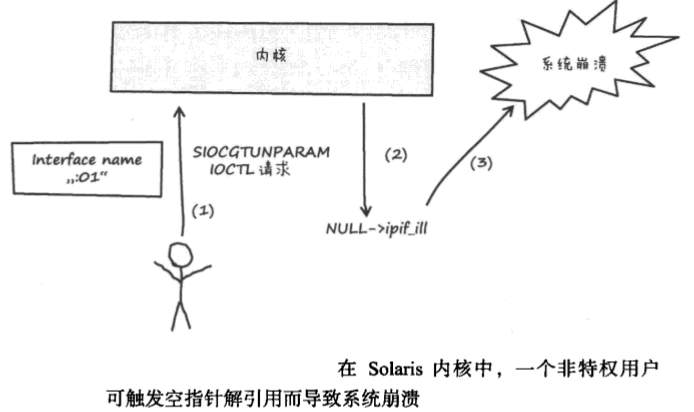 内核
系统崩溃
Interface name
„:01“
SIOCGTUNPARAM
IOCTL 请求
(1)
(2)
(3)
NULL->ipif_ill
在 Solaris 内核中，一个非特权用户
可触发空指针解引用而导致系统崩溃